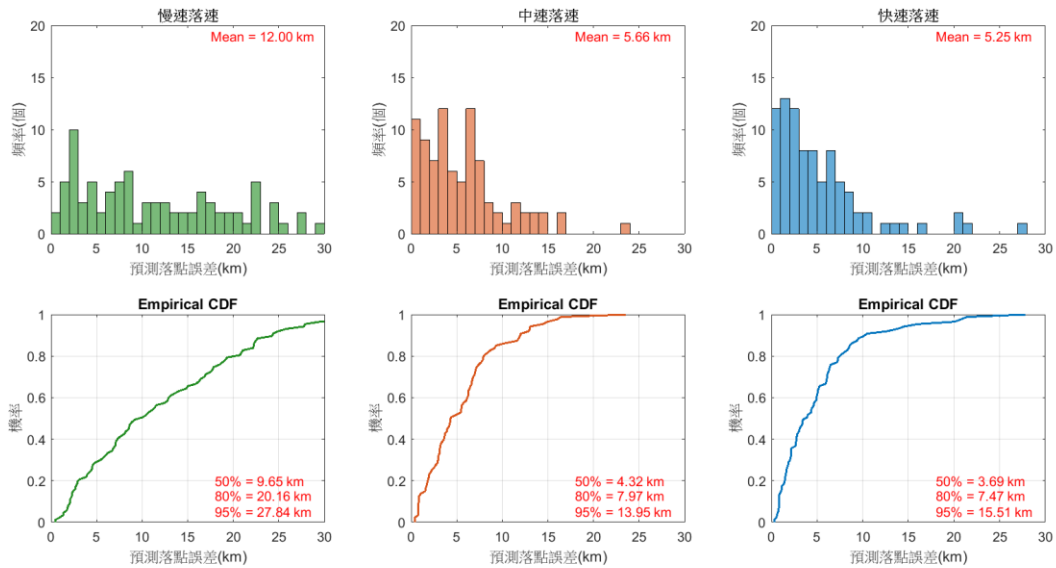 慢速落速
Mean = 12.00 km
20
15
10
5
0
頻率(個)
0 5 10 15 20 25 30
預測落點誤差(km)
中速落速
Mean = 5.66 km
20
15
10
5
0
頻率(個)
0 5 10 15 20 25 30
預測落點誤差(km)
快速落速
Mean = 5.25 km
20
15
10
5
0
頻率(個)
0 5 10 15 20 25 30
預測落點誤差(km)
Empirical CDF
1
0.8
0.6
0.4
0.2
0
機率
50% = 9.65 km
80% = 20.16 km
95% = 27.84 km
0 5 10 15 20 25 30
預測落點誤差(km)
Empirical CDF
1
0.8
0.6
0.4
0.2
0
機率
50% = 4.32 km
80% = 7.97 km
95% = 13.95 km
0 5 10 15 20 25 30
預測落點誤差(km)
Empirical CDF
1
0.8
0.6
0.4
0.2
0
機率
50% = 3.69 km
80% = 7.47 km
95% = 15.51 km
0 5 10 15 20 25 30
預測落點誤差(km)